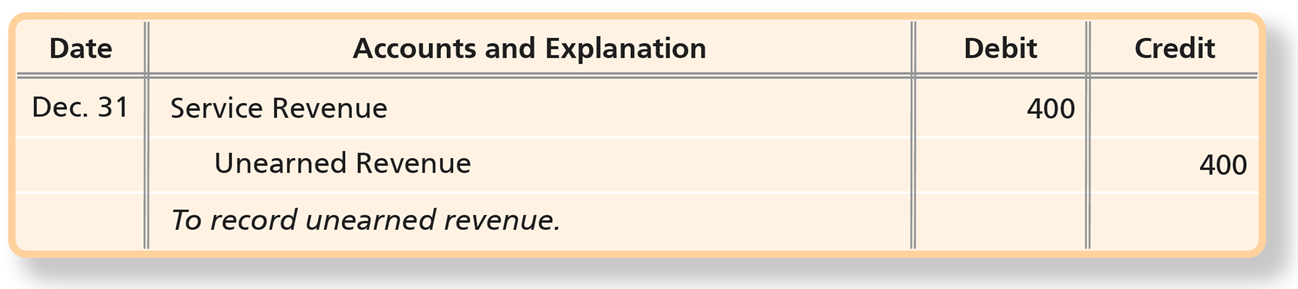 Date Accounts and Explanation Debit Credit
Dec. 31 Service Revenue 400
Unearned Revenue 400
To record unearned revenue.